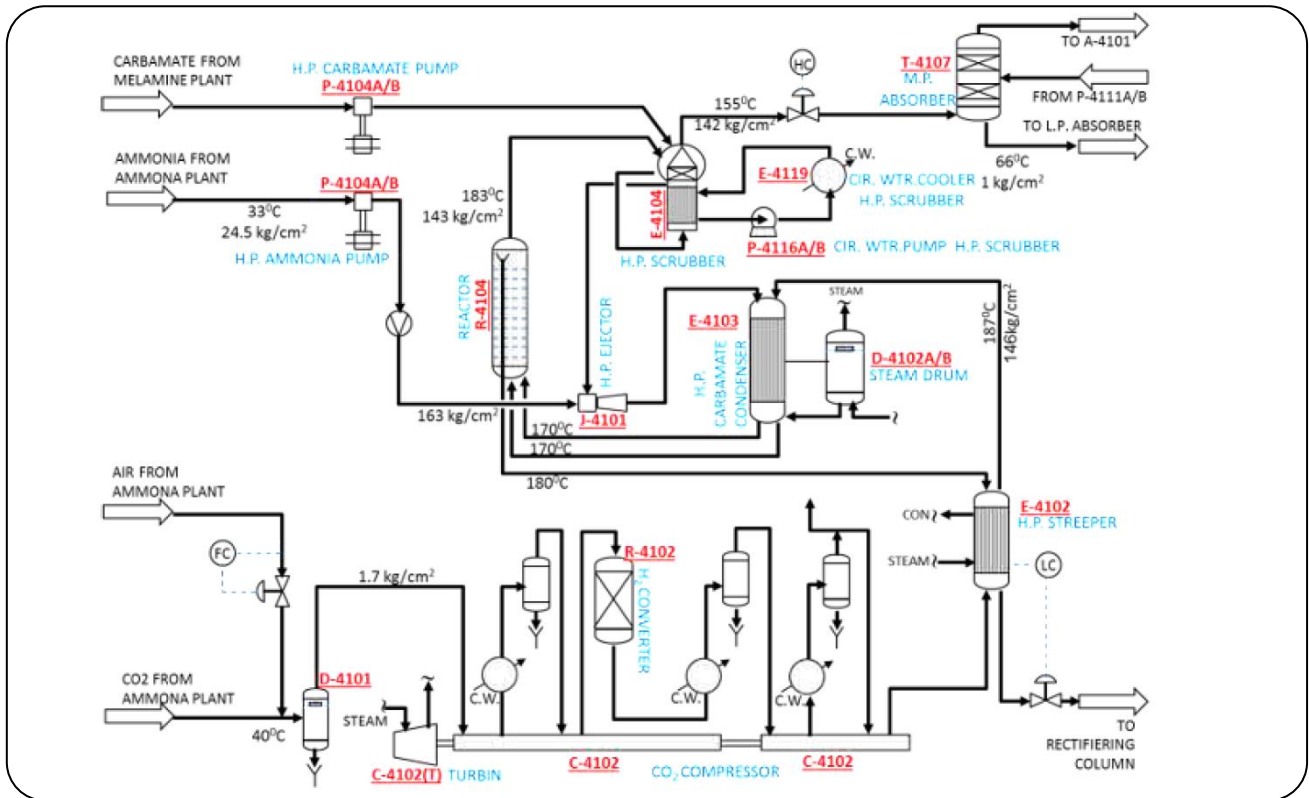 CARBAMATE FROM
MELAMINE PLANT
H.P. CARBAMATE PUMP
P-4104A/B
AMMONIA FROM
AMMONA PLANT
P-4104A/B
33⁰C
24.5 kg/cm²
H.P. AMMONIA PUMP
183⁰C
143 kg/cm²
REACTOR
R-4104
155⁰C
142 kg/cm²
HC
T-4107
M.P.
ABSORBER
TO A-4101
FROM P-4111A/B
TO L.P. ABSORBER
66⁰C
1 kg/cm²
C.W.
E-4119
CIR. WTR.COOLER
H.P. SCRUBBER
E-4104
H.P. SCRUBBER
P-4116A/B
CIR. WTR.PUMP H.P. SCRUBBER
H.P. EJECTOR
J-4101
163 kg/cm²
170⁰C
170⁰C
180⁰C
E-4103
H.P.
CARBAMATE
CONDENSER
STEAM
D-4102A/B
STEAM DRUM
187⁰C
146kg/cm²
E-4102
H.P. STREEPER
CON
STEAM
LC
AIR FROM
AMMONA PLANT
FC
1.7 kg/cm²
CO2 FROM
AMMONA PLANT
40⁰C
D-4101
STEAM
C-4102(T) TURBIN
C.W.
R-4102
H₂ CONVERTER
C.W.
C.W.
C-4102
CO₂ COMPRESSOR
C-4102
TO
RECTIFIERING
COLUMN